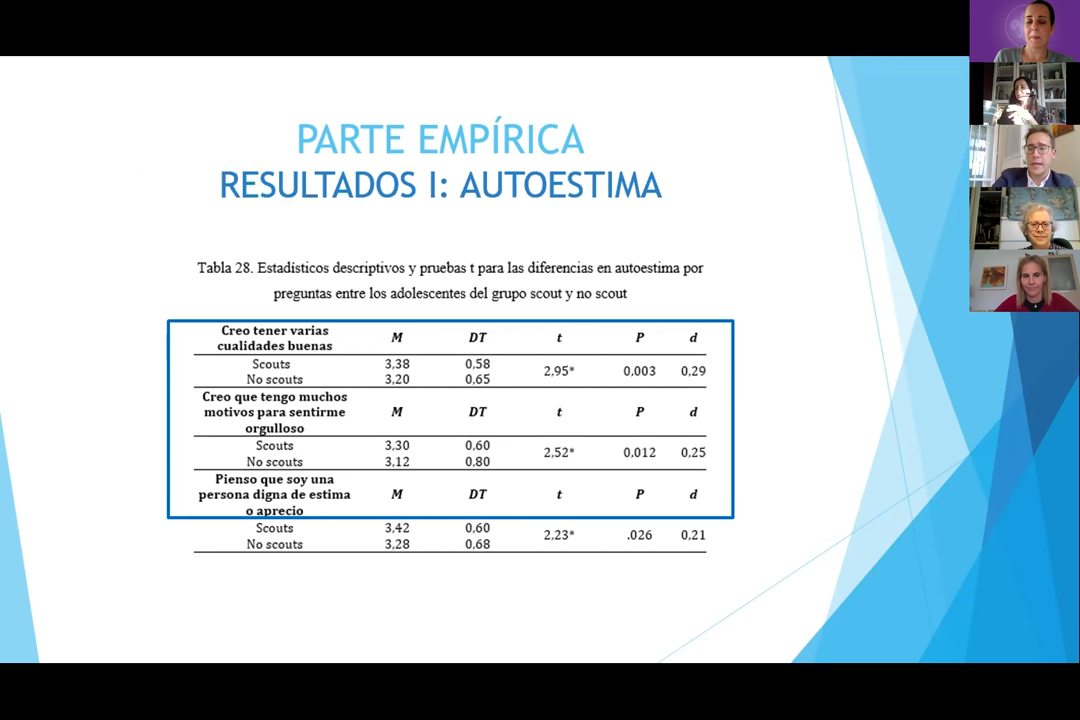 PARTE EMPÍRICA
RESULTADOS I: AUTOESTIMA
Tabla 28. Estadísticos descriptivos y pruebas t para las diferencias en autoestima por
preguntas entre los adolescentes del grupo scout y no scout
Creo tener varias
cualidades buenas M DT t P d
Scouts 3,38 0,58
2,95* 0,003 0,29
No scouts 3,20 0,65
Creo que tengo muchos
motivos para sentirme M DT t P d
orgulloso
Scouts 3,30 0,60
2,52* 0,012 0,25
No scouts 3,12 0,80
Pienso que soy una
persona digna de estima M DT t P d
o aprecio
Scouts 3,42 0,60
2,23* .026 0,21
No scouts 3,28 0,68